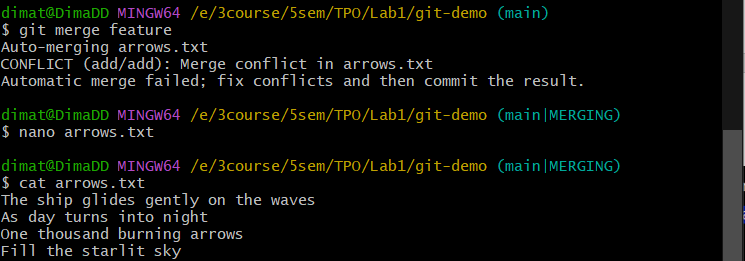 dimat@DimaDD MINGW64 /e/3course/5sem/TPO/Lab1/git-demo (main)
$ git merge feature
Auto-merging arrows.txt
CONFLICT (add/add): Merge conflict in arrows.txt
Automatic merge failed; fix conflicts and then commit the result.
dimat@DimaDD MINGW64 /e/3course/5sem/TPO/Lab1/git-demo (main|MERGING)
$ nano arrows.txt
dimat@DimaDD MINGW64 /e/3course/5sem/TPO/Lab1/git-demo (main|MERGING)
$ cat arrows.txt
The ship glides gently on the waves
As day turns into night
One thousand burning arrows
Fill the starlit sky